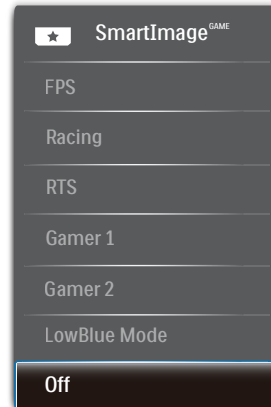 SmartImage GAME
FPS
Racing
RTS
Gamer 1
Gamer 2
LowBlue Mode
Off